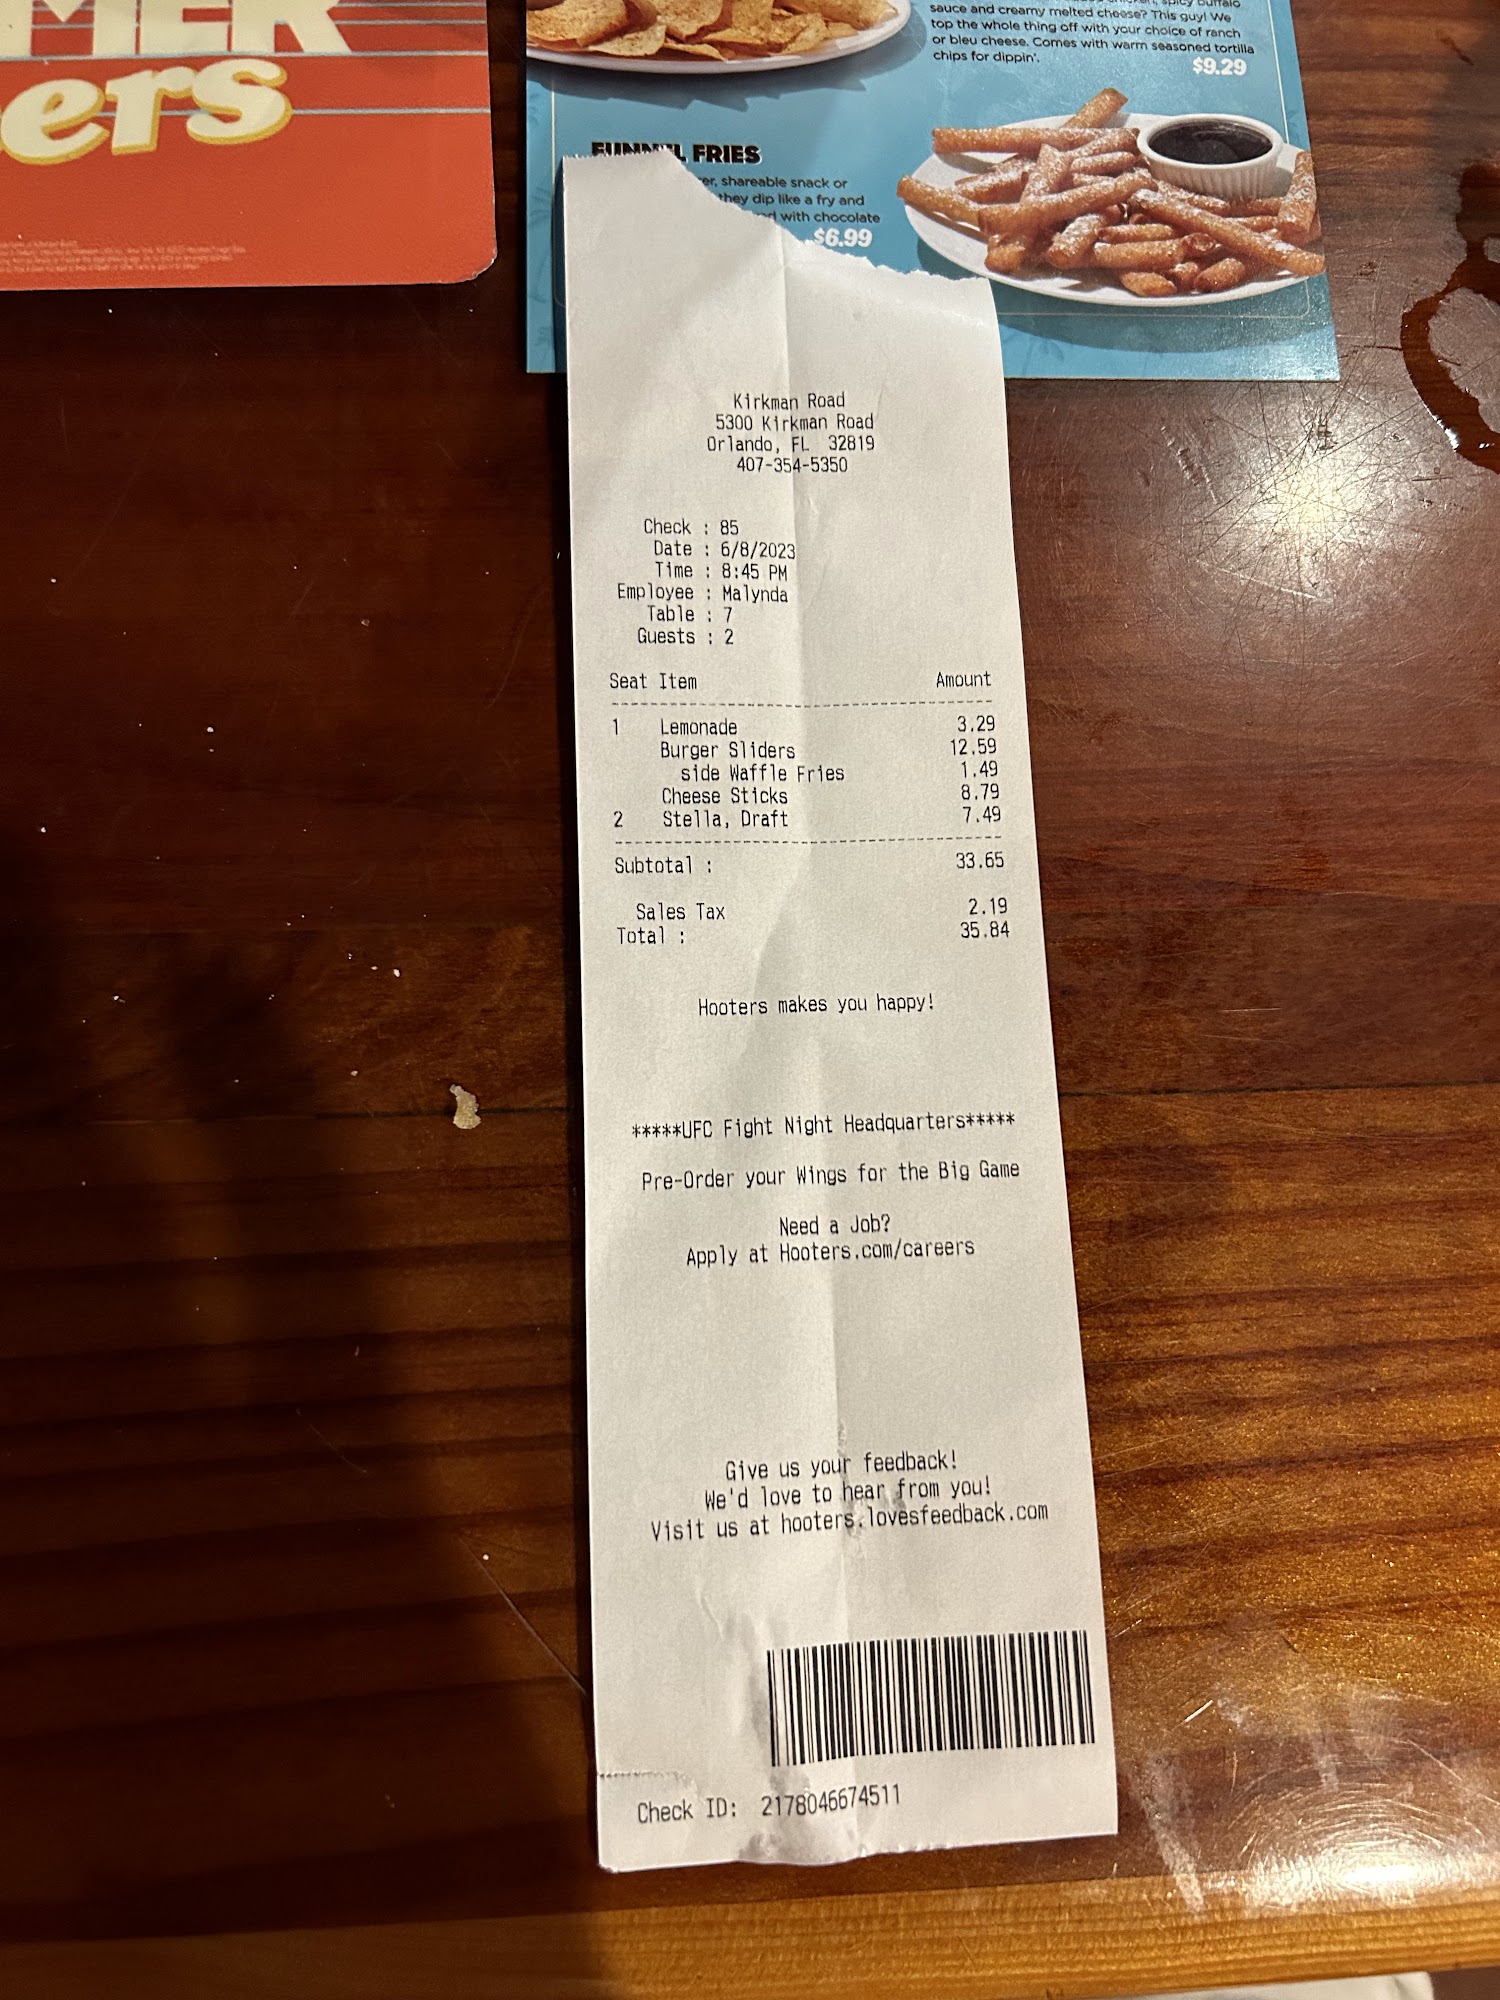 ers
sauce and creamy melted cheese? This guy! We
top the whole thing off with your choice of ranch
or bleu cheese. Comes with warm seasoned tortilla
chips for dippin'.
$9.29
FRIES
shareable snack or
they dip like a fry and
with chocolate
$6.99
Kirkman Road
5300 Kirkman Road
Orlando, FL 32819
407-354-5350
Check : 85
Date : 6/8/2023
Time : 8:45 PM
Employee : Malynda
Table : 7
Guests : 2
Seat Item Amount
1 Lemonade 3.29
Burger Sliders 12.59
side Waffle Fries 1.49
Cheese Sticks 8.79
2 Stella, Draft 7.49
Subtotal : 33.65
Sales Tax 2.19
Total : 35.84
Hooters makes you happy!
*****UFC Fight Night Headquarters*****
Pre-Order your Wings for the Big Game
Need a Job?
Apply at Hooters.com/careers
Give us your feedback!
We'd love to hear from you!
Visit us at hooters.lovesfeedback.com
Check ID: 2178046674511